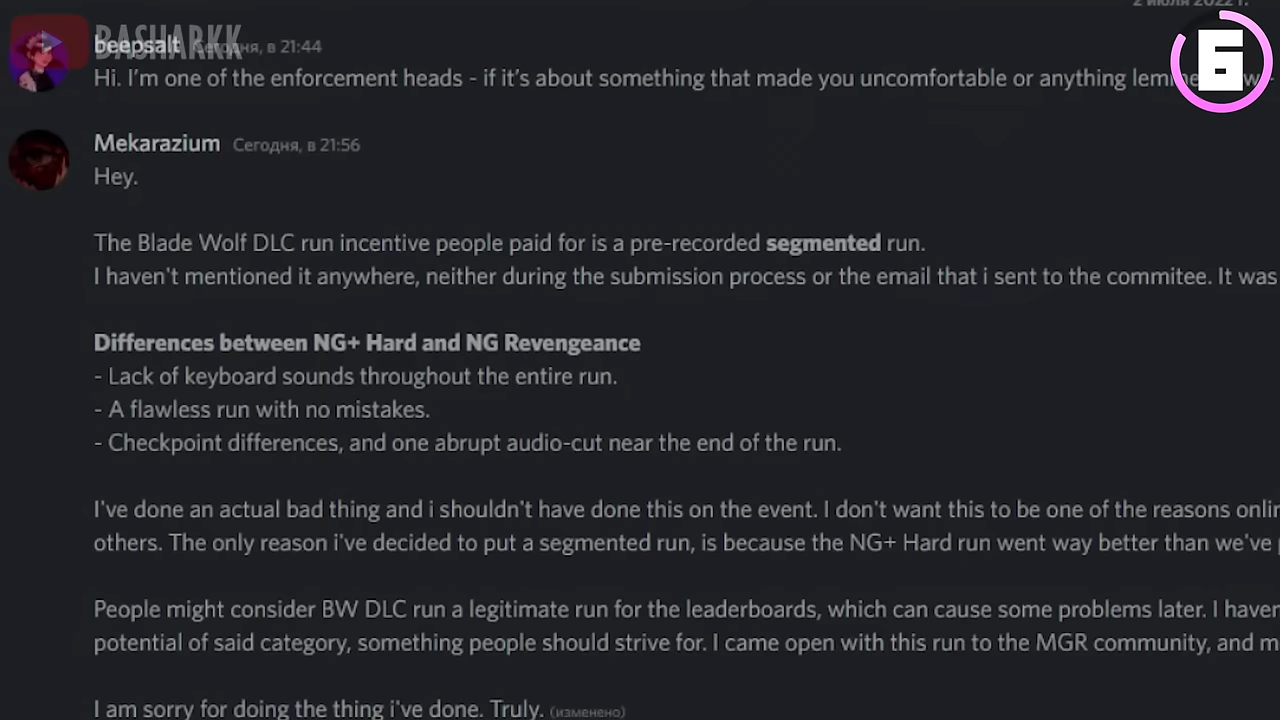 2 июля 2022 г.
BASHARKK
beepsalt Сегодня, в 21:44
Hi. I'm one of the enforcement heads - if it's about something that made you uncomfortable or anything
6
Mekarazium Сегодня, в 21:56
Hey.
The Blade Wolf DLC run incentive people paid for is a pre-recorded segmented run.
I haven't mentioned it anywhere, neither during the submission process or the email that i sent to the commitee. It was
Differences between NG+ Hard and NG Revengeance
- Lack of keyboard sounds throughout the entire run.
- A flawless run with no mistakes.
- Checkpoint differences, and one abrupt audio-cut near the end of the run.
I've done an actual bad thing and i shouldn't have done this on the event. I don't want this to be one of the reasons
others. The only reason i've decided to put a segmented run, is because the NG+ Hard run went way better than we've
People might consider BW DLC run a legitimate run for the leaderboards, which can cause some problems later. I
potential of said category, something people should strive for. I came open with this run to the MGR community, and
I am sorry for doing the thing i've done. Truly. (изменено)